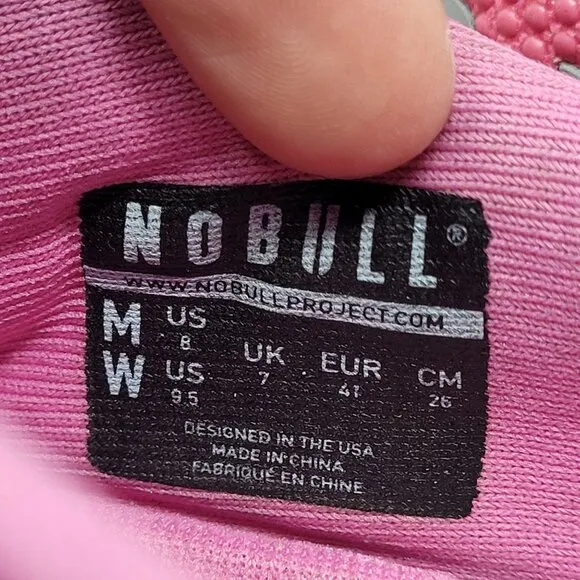 NOBULL®
WWW.NOBULLPROJECT.COM
M US 8 UK 7 EUR 41 CM 26
W US 9.5
DESIGNED IN THE USA
MADE IN CHINA
FABRIQUÉ EN CHINE